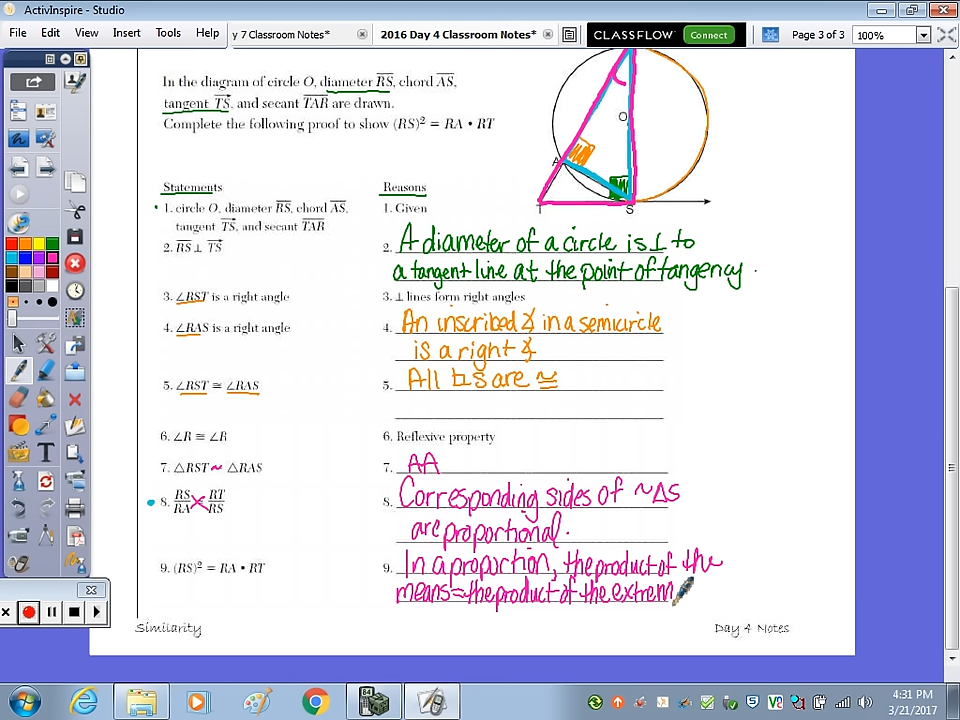 ActivInspire - Studio
File Edit View Insert Tools Help
y 7 Classroom Notes*
2016 Day 4 Classroom Notes*
CLASSFLOW Connect
Page 3 of 3
100%
In the diagram of circle O, diameter RS, chord AS,
tangent TS, and secant TAR are drawn.
Complete the following proof to show (RS)² = RA • RT
O
A
T
S
Statements Reasons
1. circle O, diameter RS, chord AS, 1. Given
tangent TS, and secant TAR
2. RS ⊥ TS 2. A diameter of a circle is ⊥ to
a tangent line at the point of tangency.
3. ∠RST is a right angle 3. ⊥ lines form right angles
4. ∠RAS is a right angle 4. An inscribed ∡ in a semicircle
is a right ∡
5. ∠RST ≅ ∠RAS 5. All ∟s are ≅
6. ∠R ≅ ∠R 6. Reflexive property
7. △RST ~ △RAS 7. AA
8. RS/RA = RT/RS 8. Corresponding sides of ~△s
are proportional.
9. (RS)² = RA • RT 9. In a proportion, the product of the
means = the product of the extrem
Similarity Day 4 Notes
4:31 PM
3/21/2017